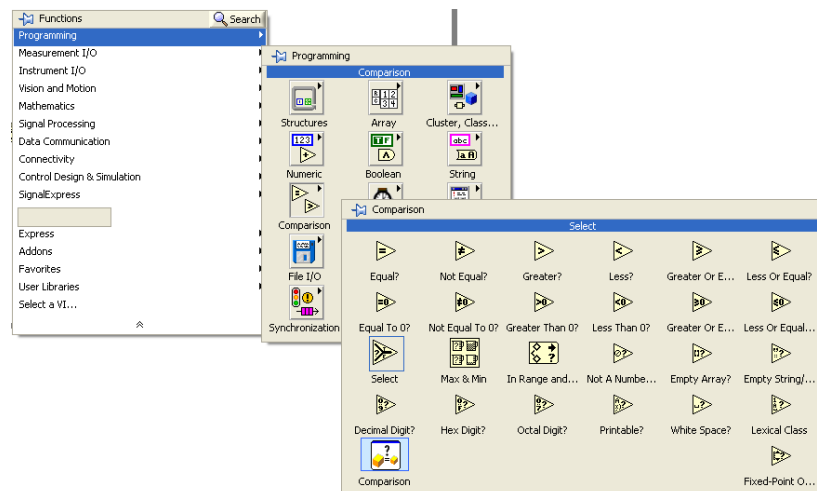 Functions
Search
Programming
Measurement I/O
Instrument I/O
Vision and Motion
Mathematics
Signal Processing
Data Communication
Connectivity
Control Design & Simulation
SignalExpress
Express
Addons
Favorites
User Libraries
Select a VI...
Programming
Comparison
Structures Array Cluster, Class...
Numeric Boolean String
Comparison
File I/O
Synchronization
Comparison
Select
Equal? Not Equal? Greater? Less? Greater Or E... Less Or Equal?
Equal To 0? Not Equal To 0? Greater Than 0? Less Than 0? Greater Or E... Less Or Equal...
Select Max & Min In Range and... Not A Numbe... Empty Array? Empty String/...
Decimal Digit? Hex Digit? Octal Digit? Printable? White Space? Lexical Class
Comparison Fixed-Point O...